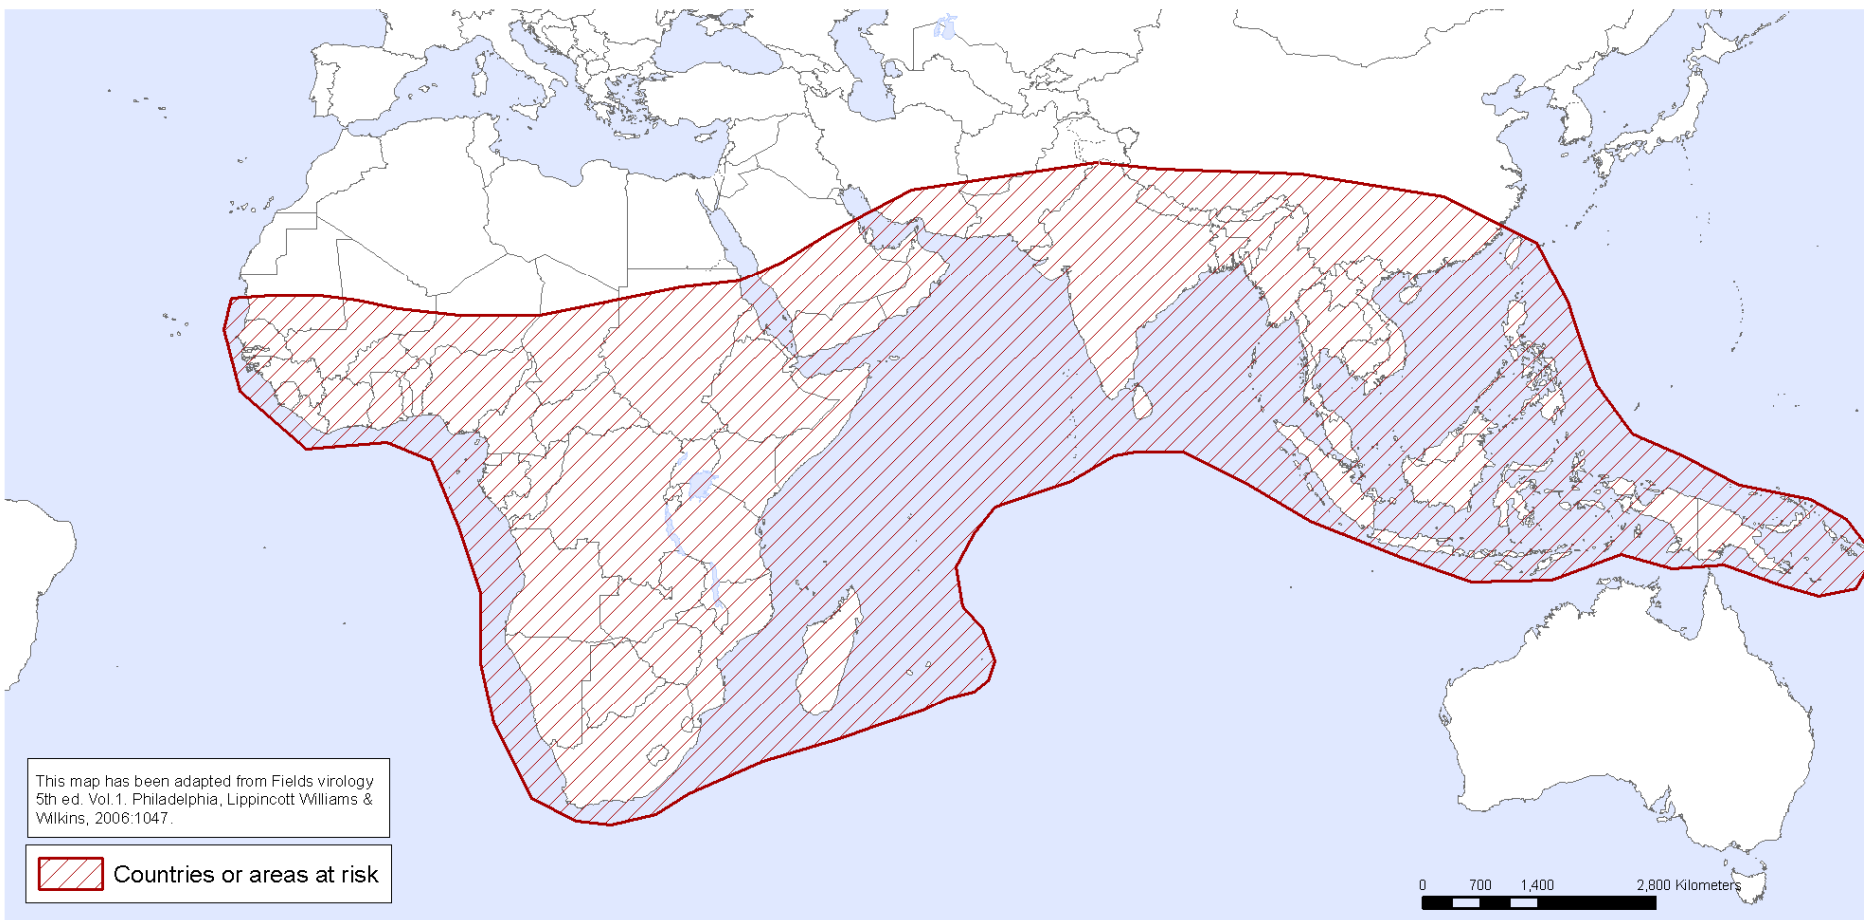 This map has been adapted from Fields virology
5th ed. Vol.1. Philadelphia, Lippincott Williams &
Wilkins, 2006:1047.
Countries or areas at risk
0 700 1,400 2,800 Kilometers